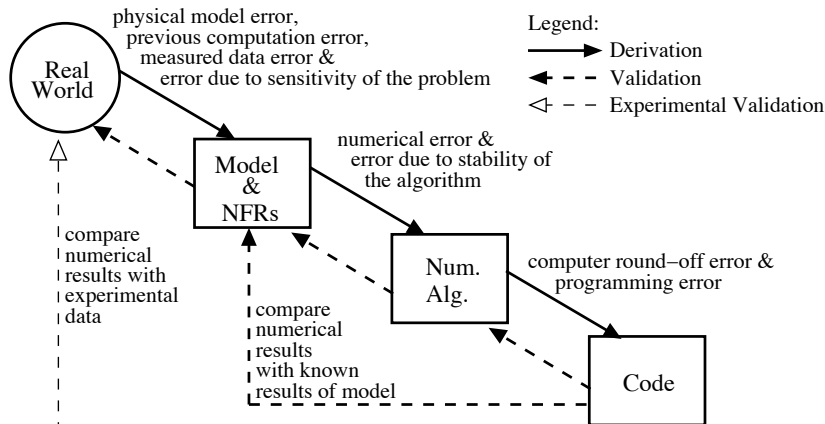 physical model error,
previous computation error,
measured data error &
error due to sensitivity of the problem
Legend:
Derivation
Validation
Experimental Validation
Real
World
numerical error &
error due to stability of
the algorithm
Model
&
NFRs
compare
numerical
results with
experimental
data
Num.
Alg.
computer round−off error &
programming error
compare
numerical
results
with known
results of model
Code